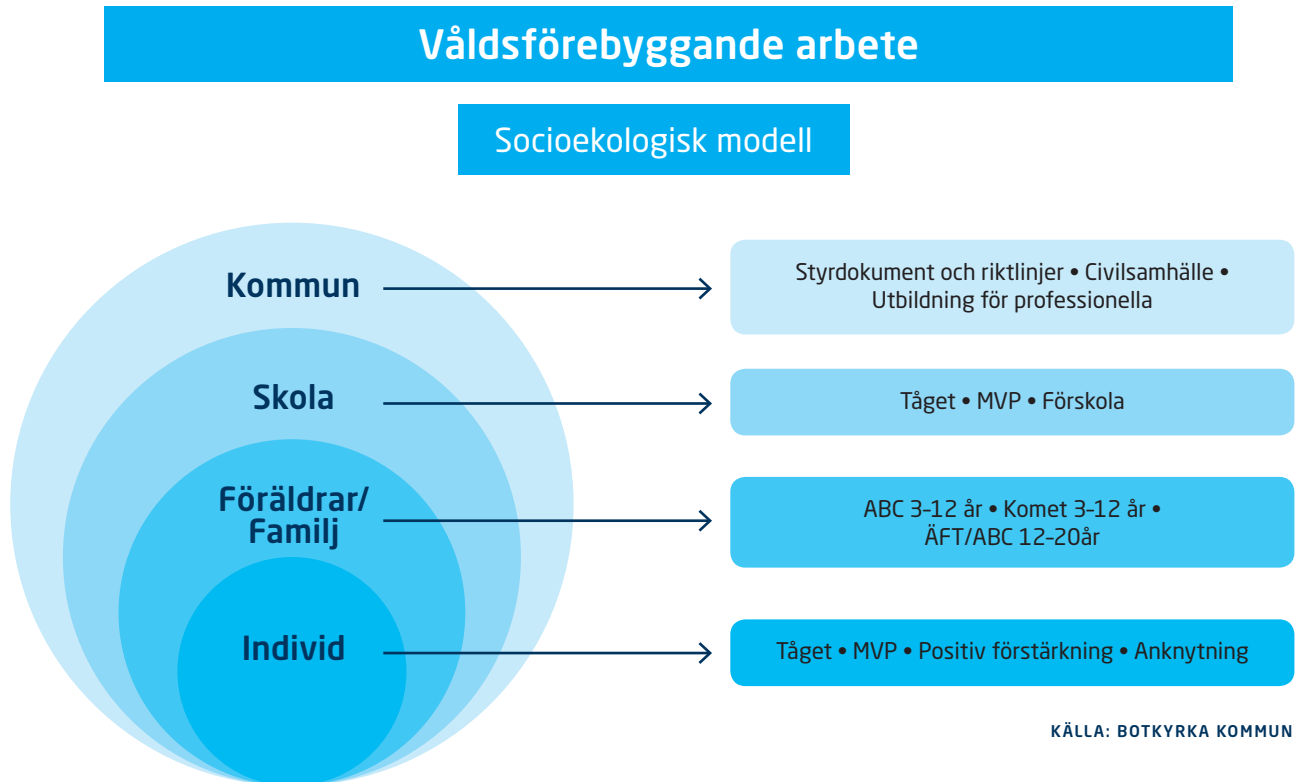 Våldsförebyggande arbete
Socioekologisk modell
Kommun
Styrdokument och riktlinjer • Civilsamhälle •
Utbildning för professionella
Skola
Tåget • MVP • Förskola
Föräldrar/
Familj
ABC 3–12 år • Komet 3–12 år •
ÄFT/ABC 12–20år
Individ
Tåget • MVP • Positiv förstärkning • Anknytning
KÄLLA: BOTKYRKA KOMMUN